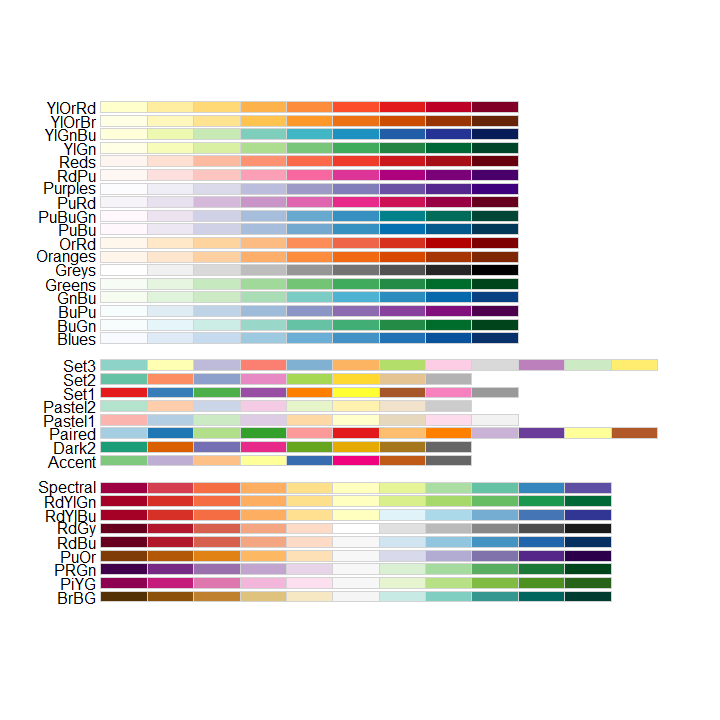 YlOrRd
YlOrBr
YlGnBu
YlGn
Reds
RdPu
Purples
PuRd
PuBuGn
PuBu
OrRd
Oranges
Greys
Greens
GnBu
BuPu
BuGn
Blues
Set3
Set2
Set1
Pastel2
Pastel1
Paired
Dark2
Accent
Spectral
RdYlGn
RdYlBu
RdGy
RdBu
PuOr
PRGn
PiYG
BrBG